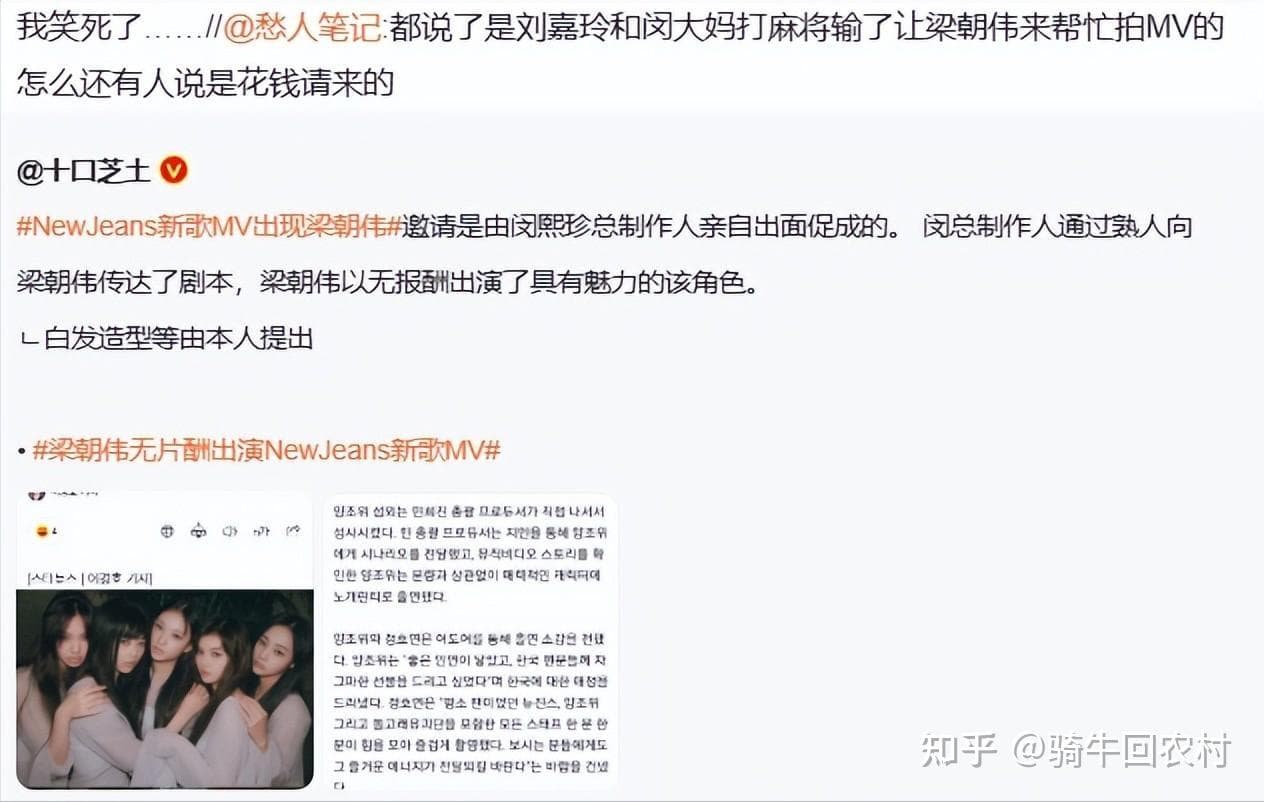 我笑死了……//@愁人笔记:都说了是刘嘉玲和闵大妈打麻将输了让梁朝伟来帮忙拍MV的
怎么还有人说是花钱请来的
@十口芝士
#NewJeans新歌MV出现梁朝伟#邀请是由闵熙珍总制作人亲自出面促成的。 闵总制作人通过熟人向
梁朝伟传达了剧本，梁朝伟以无报酬出演了具有魅力的该角色。
ㄴ白发造型等由本人提出
• #梁朝伟无片酬出演NewJeans新歌MV#
[스타뉴스 | 이경호 기자]
양조위 섭외는 민희진 총괄 프로듀서가 직접 나서서
성사시켰다. 민 총괄 프로듀서는 지인을 통해 양조위
에게 시나리오를 전달했고, 뮤직비디오 스토리를 확
인한 양조위는 분량과 상관없이 매력적인 캐릭터에
노개런티로 출연했다.
양조위와 정호연은 어도어를 통해 출연 소감을 전했
다. 양조위는 "좋은 인연이 닿았고, 한국 팬분들께 자
그마한 선물을 드리고 싶었다"며 한국에 대한 애정을
드러냈다. 정호연은 "평소 팬이었던 뉴진스, 양조위
그리고 돌고래유괴단을 포함한 모든 스태프 한 분 한
분이 힘을 모아 즐겁게 촬영했다. 보시는 분들에게도
그 즐거운 에너지가 전달되길 바란다"는 바람을 건넸
다.
知乎 @骑牛回农村